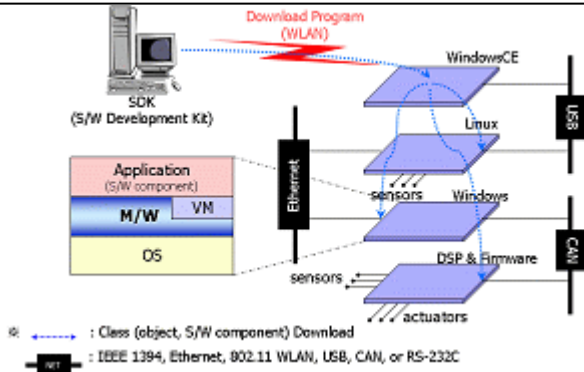 Download Program
(WLAN)
SDK
(S/W Development Kit)
WindowsCE
USB
Linux
Ethernet
sensors
Windows
Application
(S/W component)
M/W
VM
OS
CAN
DSP & Firmware
sensors
actuators
※ : Class (object, S/W component) Download
NET : IEEE 1394, Ethernet, 802.11 WLAN, USB, CAN, or RS-232C